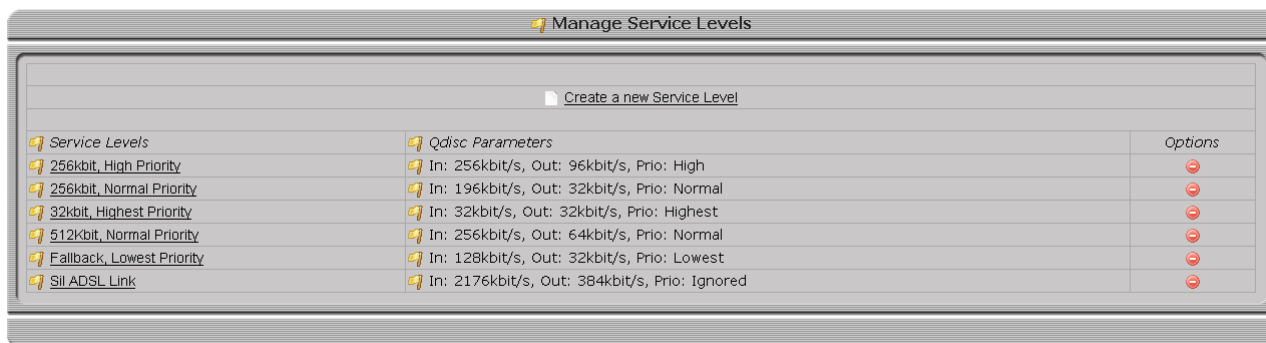 Manage Service Levels
Create a new Service Level
Service Levels Qdisc Parameters Options
256kbit, High Priority In: 256kbit/s, Out: 96kbit/s, Prio: High
256kbit, Normal Priority In: 196kbit/s, Out: 32kbit/s, Prio: Normal
32kbit, Highest Priority In: 32kbit/s, Out: 32kbit/s, Prio: Highest
512Kbit, Normal Priority In: 256kbit/s, Out: 64kbit/s, Prio: Normal
Fallback, Lowest Priority In: 128kbit/s, Out: 32kbit/s, Prio: Lowest
Sil ADSL Link In: 2176kbit/s, Out: 384kbit/s, Prio: Ignored